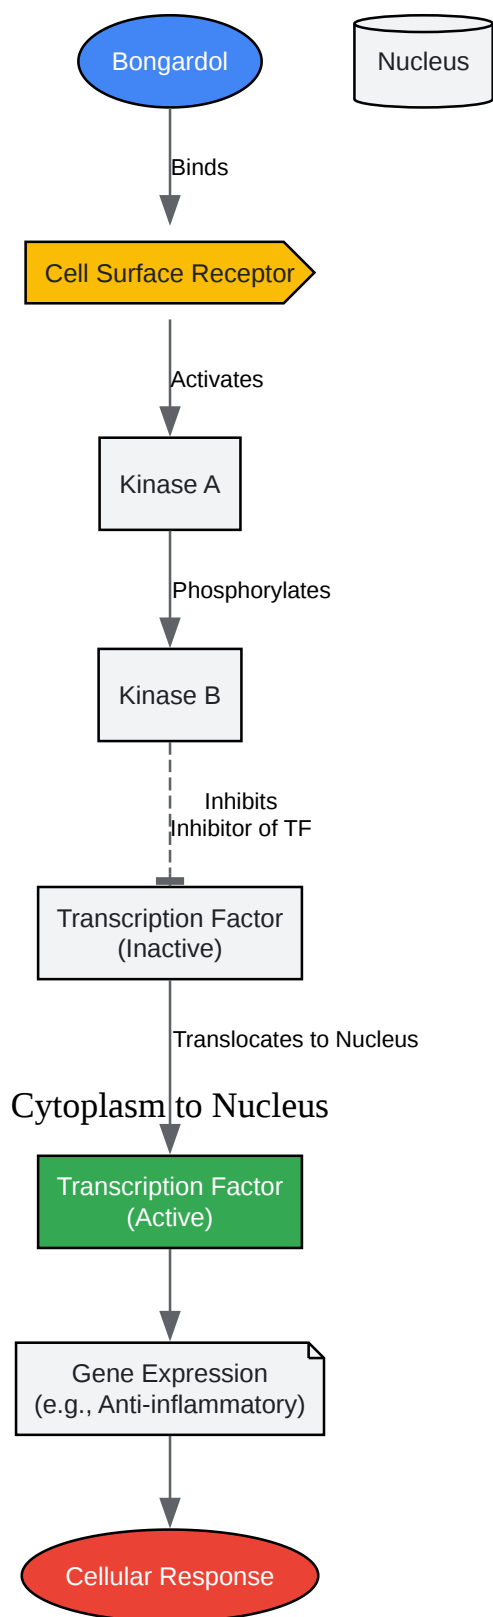 Bongardol
Nucleus
Binds
Cell Surface Receptor
Activates
Kinase A
Phosphorylates
Kinase B
Inhibits
Inhibitor of TF
Transcription Factor
(Inactive)
Translocates to Nucleus
Cytoplasm to Nucleus
Transcription Factor
(Active)
Gene Expression
(e.g., Anti-inflammatory)
Cellular Response